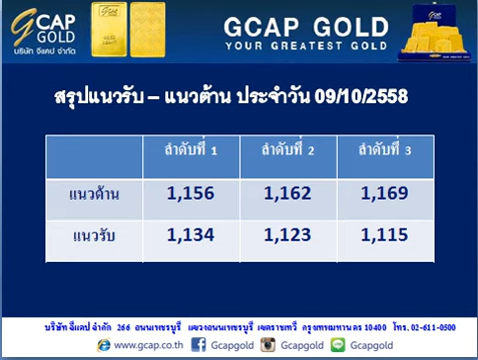 GCAP
GOLD
บริษัท จีแคป จำกัด
GCAP GOLD
YOUR GREATEST GOLD
GCAP GOLD
สรุปแนวรับ – แนวต้าน ประจำวัน 09/10/2558
ลำดับที่ 1 ลำดับที่ 2 ลำดับที่ 3
แนวต้าน 1,156 1,162 1,169
แนวรับ 1,134 1,123 1,115
บริษัท จีแคป จำกัด 266 ถนนเพชรบุรี แขวงถนนเพชรบุรี เขตราชเทวี กรุงเทพมหานคร 10400 โทร. 02-611-0500
www.gcap.co.th Gcapgold Gcapgold Gcapgold